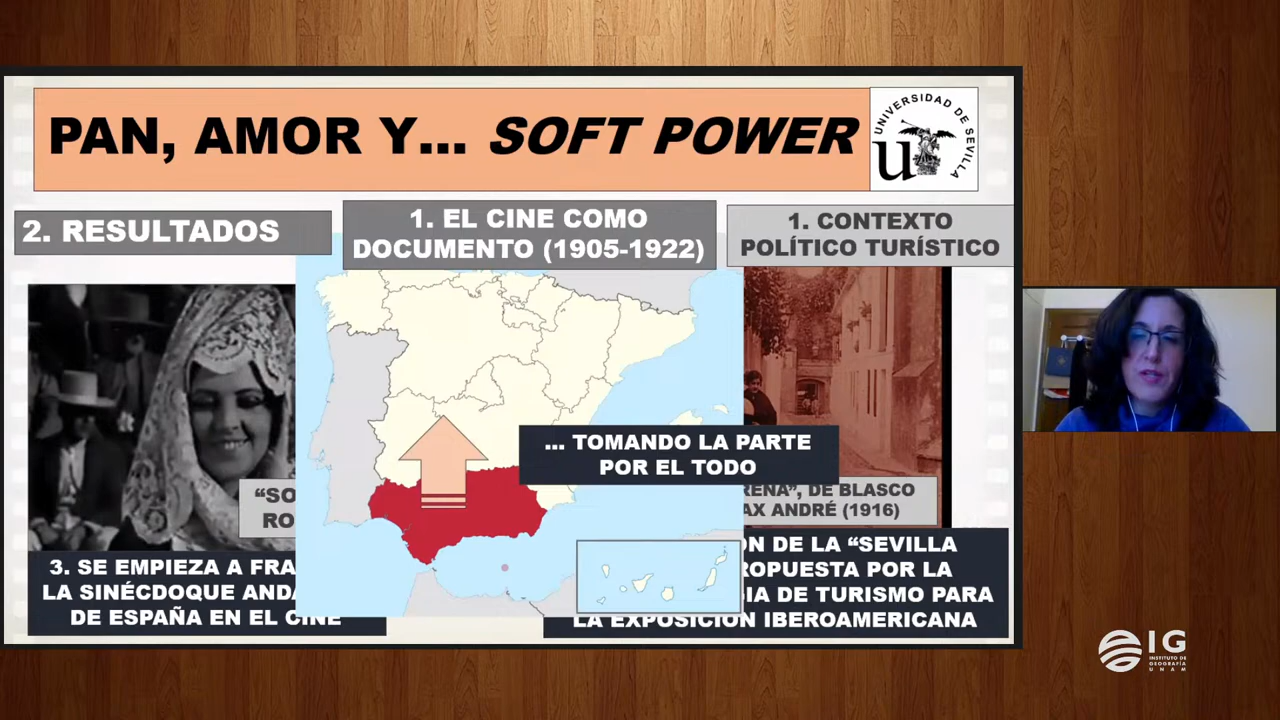 PAN, AMOR Y... SOFT POWER
UNIVERSIDAD DE SEVILLA
2. RESULTADOS
1. EL CINE COMO
DOCUMENTO (1905-1922)
1. CONTEXTO
POLÍTICO TURÍSTICO
... TOMANDO LA PARTE
POR EL TODO
“SO
RO
RENA”, DE BLASCO
AX ANDRÉ (1916)
3. SE EMPIEZA A FRA
LA SINÉCDOQUE ANDA
DE ESPAÑA EN EL CINE
ÓN DE LA “SEVILLA
ROPUESTA POR LA
IA DE TURISMO PARA
LA EXPOSICIÓN IBEROAMERICANA
IG
INSTITUTO DE
GEOGRAFÍA
UNAM